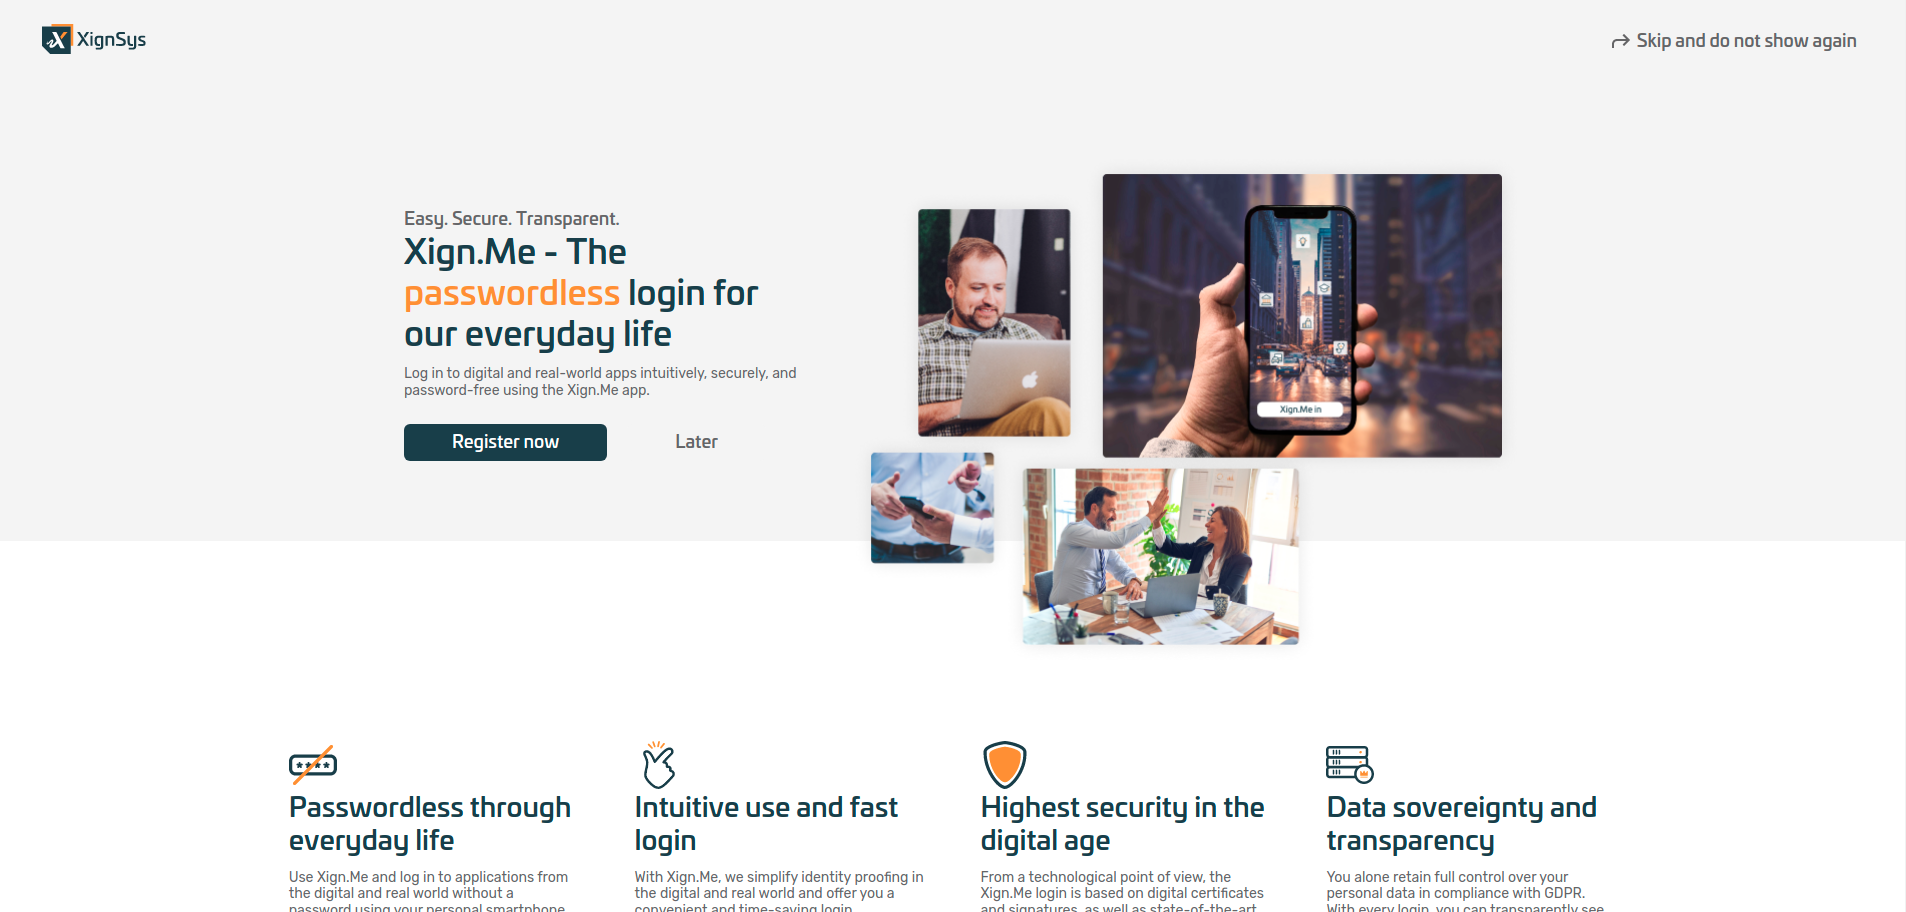 XignSys
Skip and do not show again
Easy. Secure. Transparent.
Xign.Me - The
passwordless login for
our everyday life
Log in to digital and real-world apps intuitively, securely, and
password-free using the Xign.Me app.
Register now
Later
Xign.Me in
Passwordless through
everyday life
Use Xign.Me and log in to applications from
the digital and real world without a
password using your personal smartphone
Intuitive use and fast
login
With Xign.Me, we simplify identity proofing in
the digital and real world and offer you a
convenient and time-saving login
Highest security in the
digital age
From a technological point of view, the
Xign.Me login is based on digital certificates
and signatures, as well as state-of-the-art
Data sovereignty and
transparency
You alone retain full control over your
personal data in compliance with GDPR.
With every login, you can transparently see